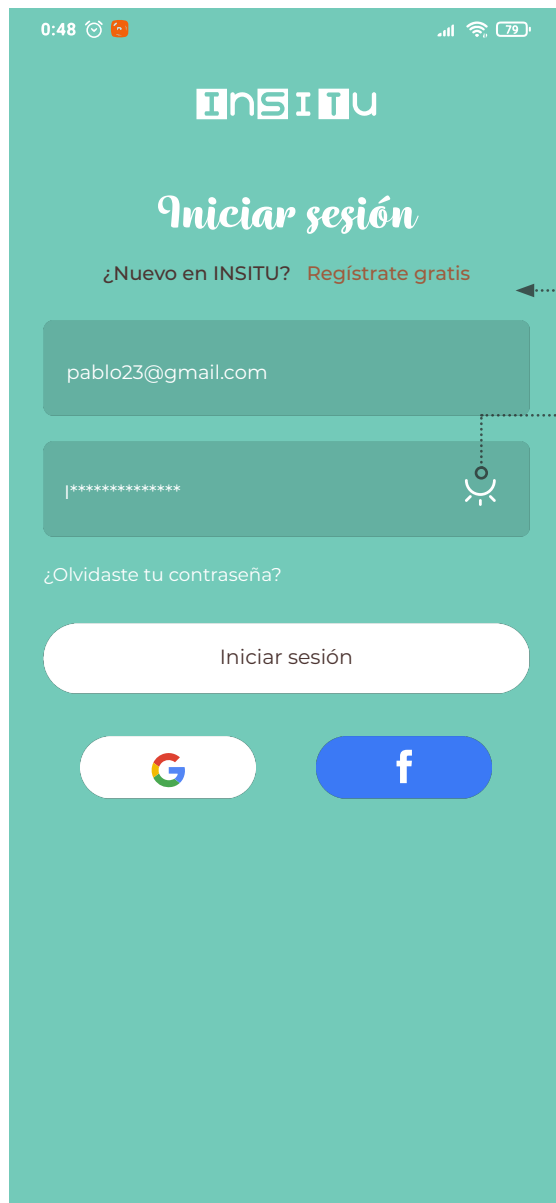 0:48
79
InSITU
Iniciar sesión
¿Nuevo en INSITU? Regístrate gratis
pablo23@gmail.com
|**************
¿Olvidaste tu contraseña?
Iniciar sesión
G f